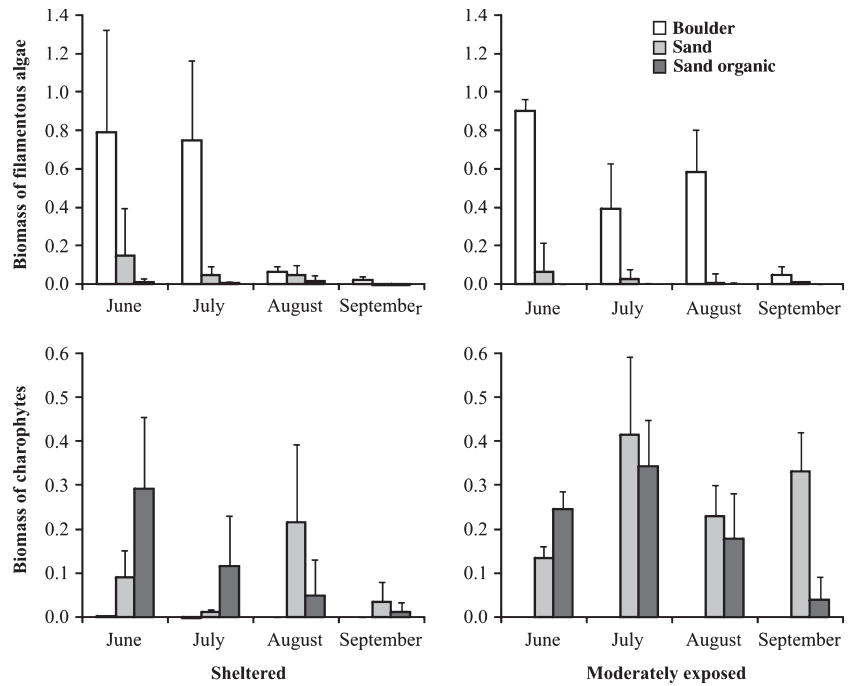 Biomass of filamentous algae
1.4
1.2
1.0
0.8
0.6
0.4
0.2
0.0
June July August September
1.4
1.2
1.0
0.8
0.6
0.4
0.2
0.0
June July August September
Boulder
Sand
Sand organic
Biomass of charophytes
0.6
0.5
0.4
0.3
0.2
0.1
0.0
June July August September
Sheltered
0.6
0.5
0.4
0.3
0.2
0.1
0.0
June July August September
Moderately exposed